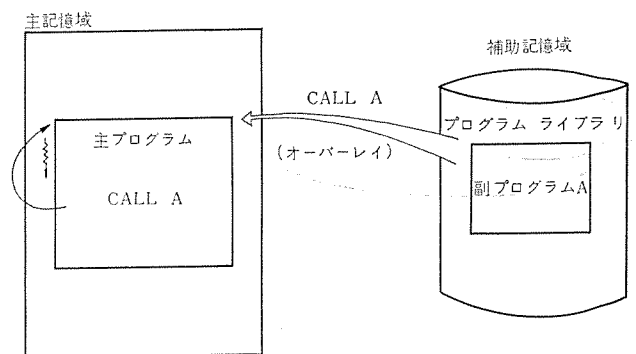 主記憶域
補助記憶域
CALL A
プログラム ライブラリ
主プログラム
(オーバーレイ)
副プログラムA
CALL A